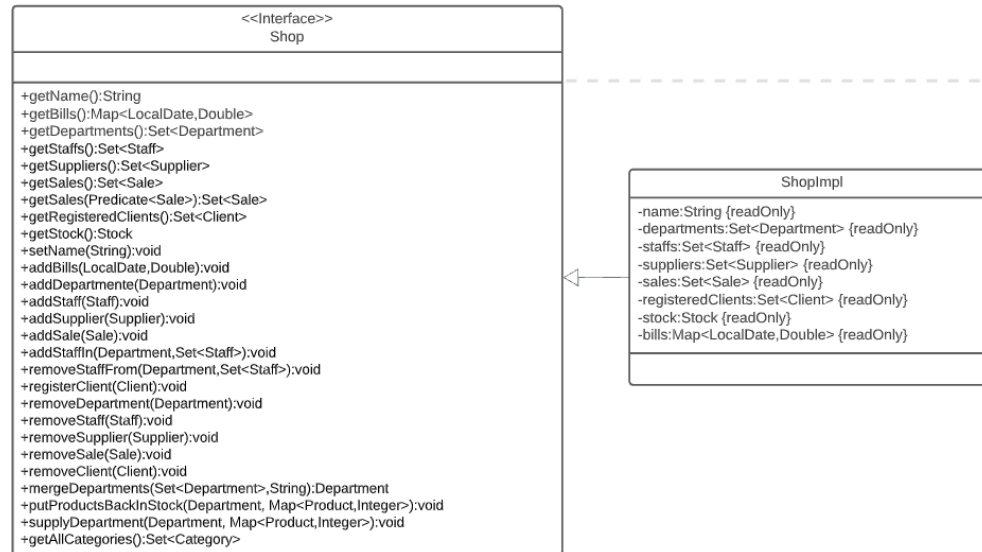 <<Interface>>
Shop
+getName():String
+getBills():Map<LocalDate,Double>
+getDepartments():Set<Department>
+getStaffs():Set<Staff>
+getSuppliers():Set<Supplier>
+getSales():Set<Sale>
+getSales(Predicate<Sale>):Set<Sale>
+getRegisteredClients():Set<Client>
+getStock():Stock
+setName(String):void
+addBills(LocalDate,Double):void
+addDepartmente(Department):void
+addStaff(Staff):void
+addSupplier(Supplier):void
+addSale(Sale):void
+addStaffIn(Department,Set<Staff>):void
+removeStaffFrom(Department,Set<Staff>):void
+registerClient(Client):void
+removeDepartment(Department):void
+removeStaff(Staff):void
+removeSupplier(Supplier):void
+removeSale(Sale):void
+removeClient(Client):void
+mergeDepartments(Set<Department>,String):Department
+putProductsBackInStock(Department, Map<Product,Integer>):void
+supplyDepartment(Department, Map<Product,Integer>):void
+getAllCategories():Set<Category>
ShopImpl
-name:String {readOnly}
-departments:Set<Department> {readOnly}
-staffs:Set<Staff> {readOnly}
-suppliers:Set<Supplier> {readOnly}
-sales:Set<Sale> {readOnly}
-registeredClients:Set<Client> {readOnly}
-stock:Stock {readOnly}
-bills:Map<LocalDate,Double> {readOnly}